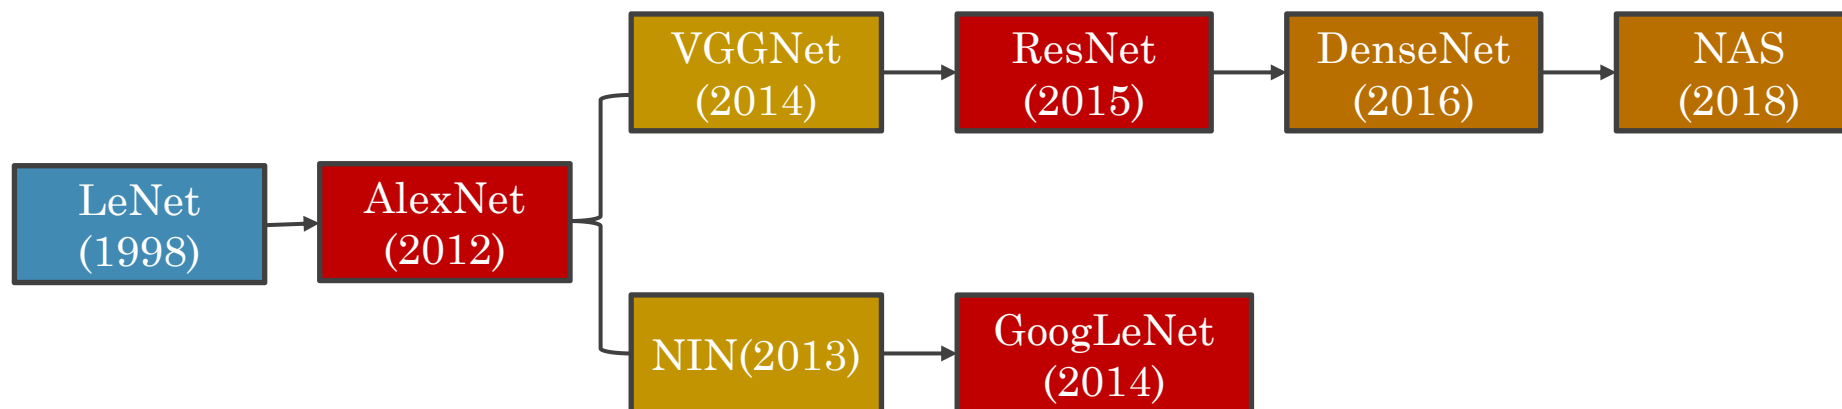 VGGNet
(2014)
ResNet
(2015)
DenseNet
(2016)
NAS
(2018)
LeNet
(1998)
AlexNet
(2012)
NIN(2013)
GoogLeNet
(2014)